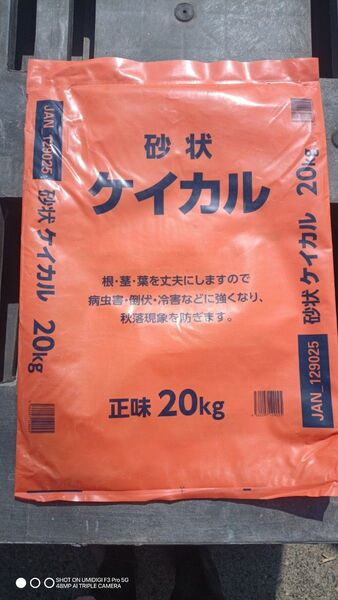 砂状
ケイカル
根・茎・葉を丈夫にしますので
病虫害・倒伏・冷害などに強くなり、
秋落現象を防ぎます。
正味 20kg
JAN_129025
砂状 ケイカル
20kg
20kg
砂状 ケイカル
JAN_129025
SHOT ON UMIDIGI F3 Pro 5G
48MP AI TRIPLE CAMERA